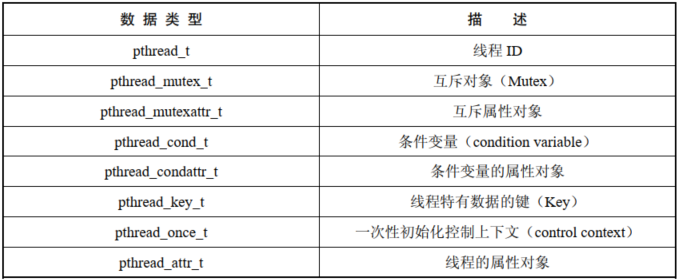 数 据 类 型 描 述
pthread_t 线程 ID
pthread_mutex_t 互斥对象（Mutex）
pthread_mutexattr_t 互斥属性对象
pthread_cond_t 条件变量（condition variable）
pthread_condattr_t 条件变量的属性对象
pthread_key_t 线程特有数据的键（Key）
pthread_once_t 一次性初始化控制上下文（control context）
pthread_attr_t 线程的属性对象